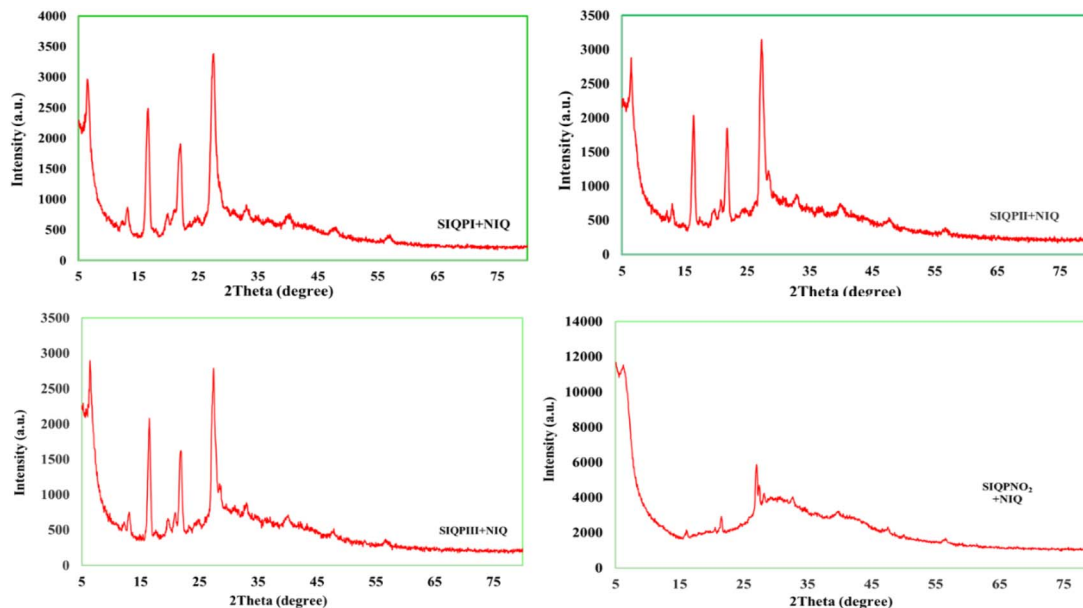 4000
3500
3000
2500
2000
1500
1000
500
0
Intensity (a.u.)
5 15 25 35 45 55 65 75
2Theta (degree)
SIQPI+NIQ
3500
3000
2500
2000
1500
1000
500
0
Intensity (a.u.)
5 15 25 35 45 55 65 75
2Theta (degree)
SIQPII+NIQ
3500
3000
2500
2000
1500
1000
500
0
Intensity (a.u.)
5 15 25 35 45 55 65 75
2Theta (degree)
SIQPIII+NIQ
14000
12000
10000
8000
6000
4000
2000
0
Intensity (a.u.)
5 15 25 35 45 55 65 75
2Theta (degree)
SIQPNO₂
+NIQ